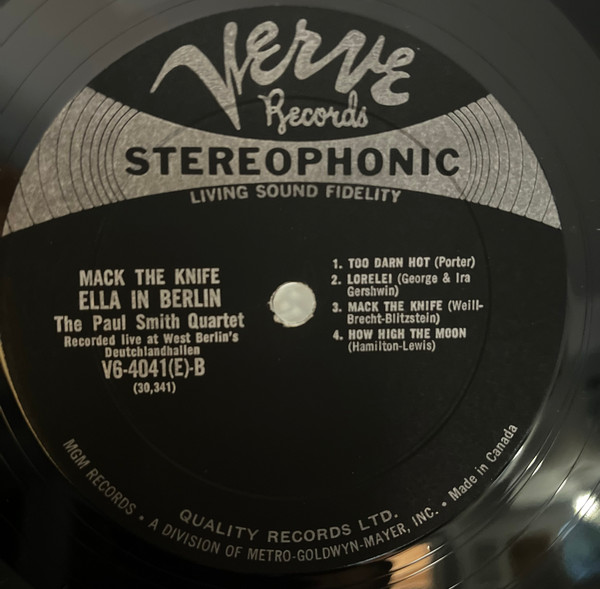 Verve
Records
STEREOPHONIC
LIVING SOUND FIDELITY
MACK THE KNIFE
ELLA IN BERLIN
The Paul Smith Quartet
Recorded live at West Berlin's
Deutchlandhallen
V6-4041(E)-B
(30,341)
1. TOO DARN HOT (Porter)
2. LORELEI (George & Ira
Gershwin)
3. MACK THE KNIFE (Weill-
Brecht-Blitzstein)
4. HOW HIGH THE MOON
(Hamilton-Lewis)
QUALITY RECORDS LTD.
MGM RECORDS • A DIVISION OF METRO-GOLDWYN-MAYER, INC. • Made in Canada